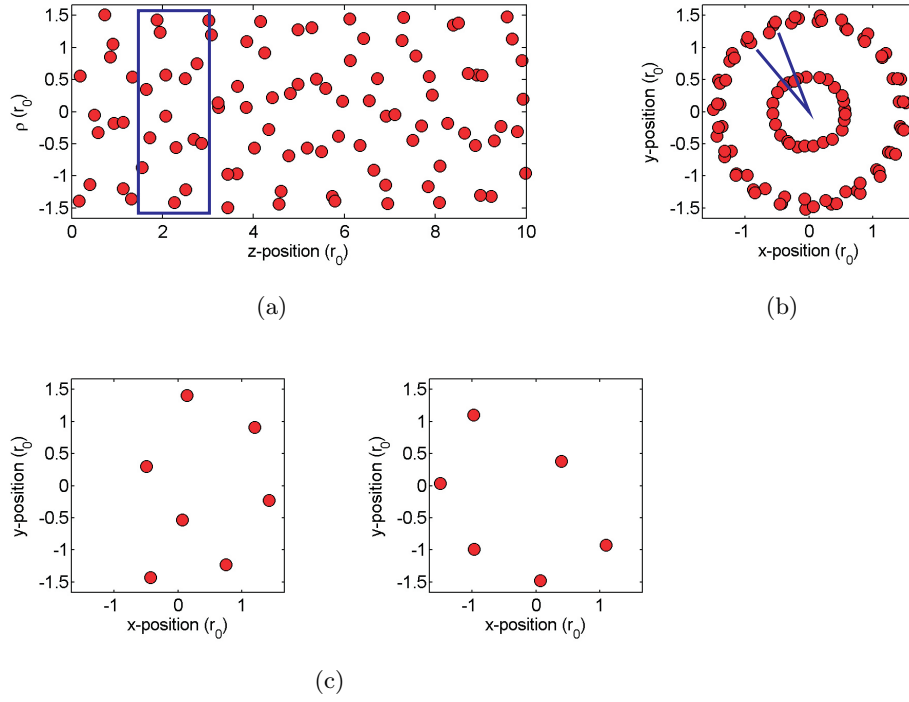 1.5
1
0.5
0
-0.5
-1
-1.5
ρ (r₀)
0 2 4 6 8 10
z-position (r₀)
(a)
1.5
1
0.5
0
-0.5
-1
-1.5
y-position (r₀)
-1 0 1
x-position (r₀)
(b)
1.5
1
0.5
0
-0.5
-1
-1.5
y-position (r₀)
-1 0 1
x-position (r₀)
1.5
1
0.5
0
-0.5
-1
-1.5
y-position (r₀)
-1 0 1
x-position (r₀)
(c)